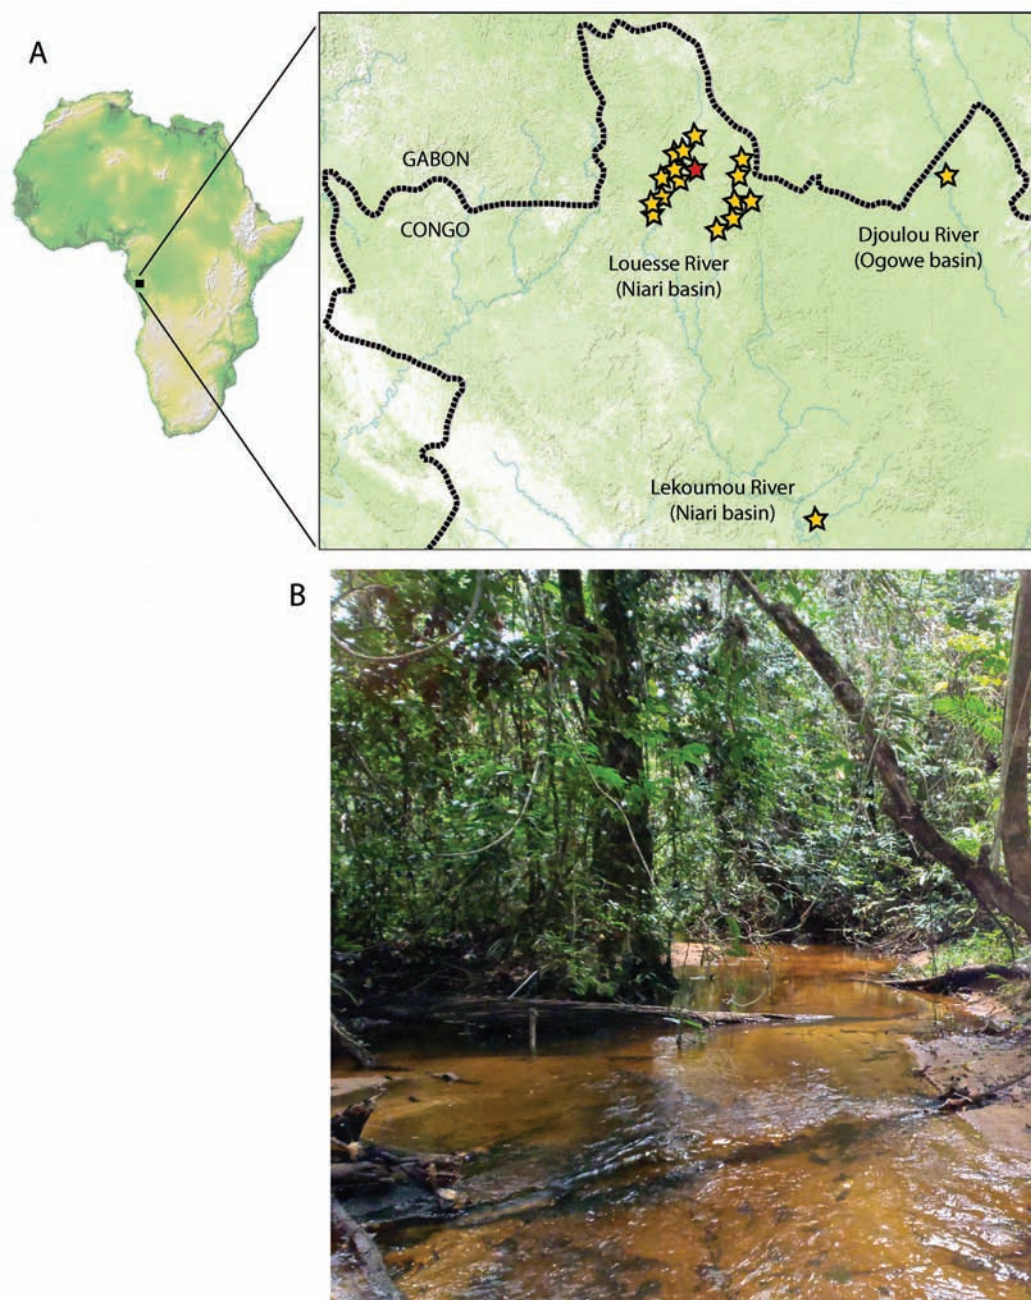 A
GABON
CONGO
Louesse River
(Niari basin)
Djoulou River
(Ogowe basin)
Lekoumou River
(Niari basin)
B